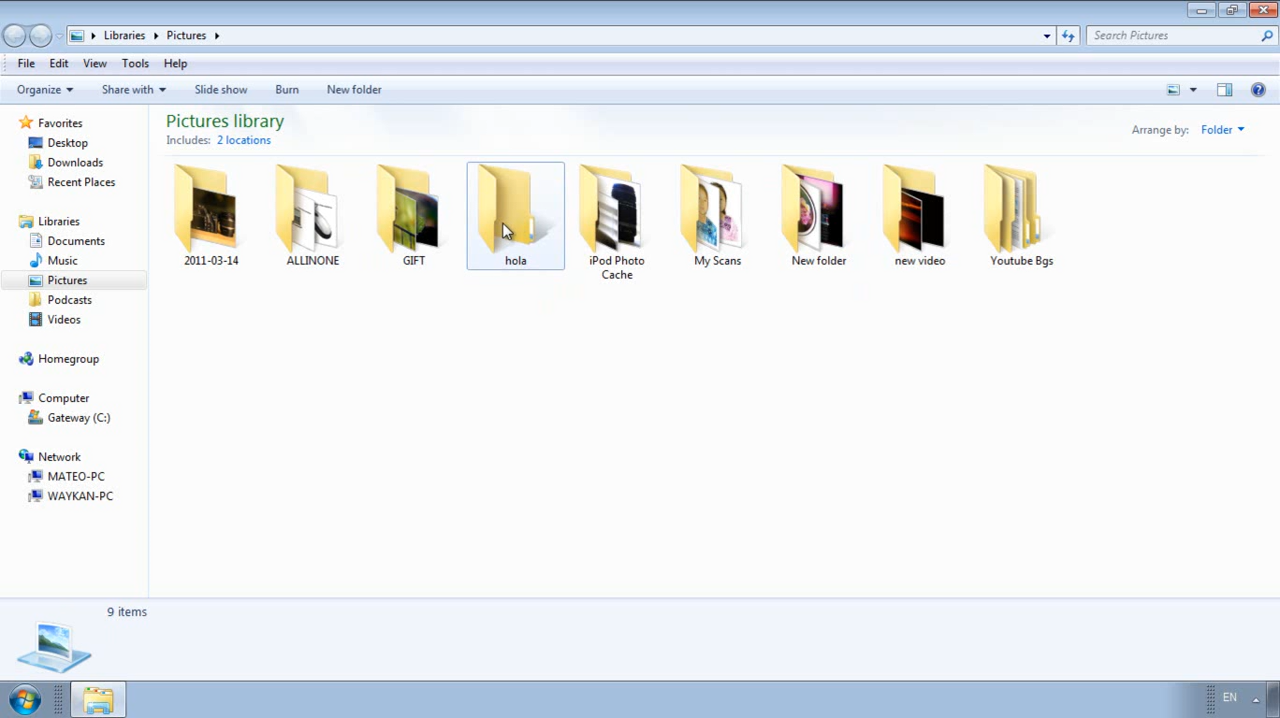 Libraries Pictures
Search Pictures
File Edit View Tools Help
Organize Share with Slide show Burn New folder
Favorites
Desktop
Downloads
Recent Places
Libraries
Documents
Music
Pictures
Podcasts
Videos
Homegroup
Computer
Gateway (C:)
Network
MATEO-PC
WAYKAN-PC
Pictures library
Includes: 2 locations
Arrange by: Folder
2011-03-14
ALLINONE
GIFT
hola
iPod Photo
Cache
My Scans
New folder
new video
Youtube Bgs
9 items
EN